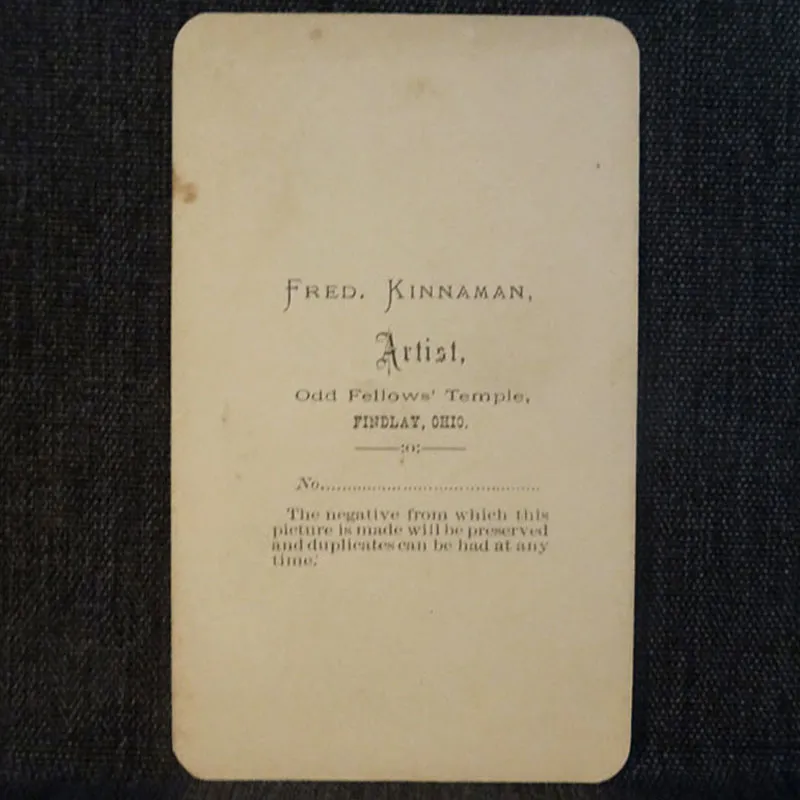 FRED. KINNAMAN,
Artist,
Odd Fellows' Temple,
FINDLAY, OHIO.
No.
The negative from which this
picture is made will be preserved
and duplicates can be had at any
time.